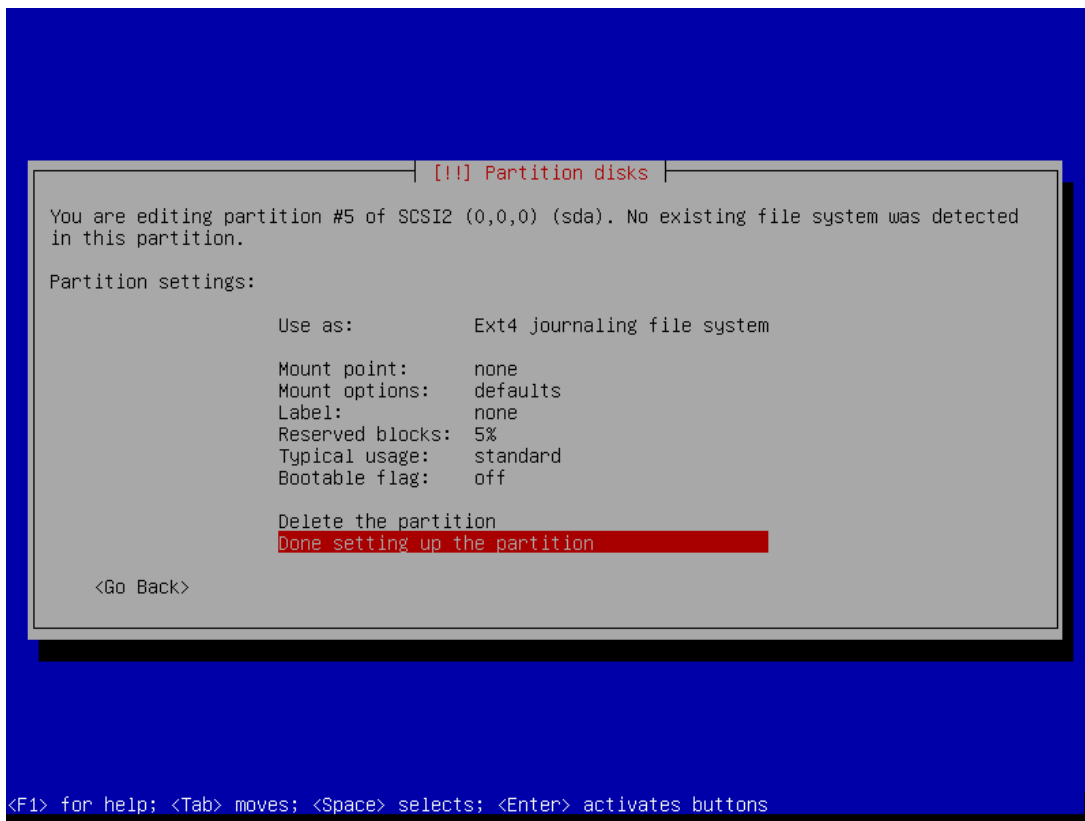 [!!] Partition disks
You are editing partition #5 of SCSI2 (0,0,0) (sda). No existing file system was detected
in this partition.
Partition settings:
Use as: Ext4 journaling file system
Mount point: none
Mount options: defaults
Label: none
Reserved blocks: 5%
Typical usage: standard
Bootable flag: off
Delete the partition
Done setting up the partition
<Go Back>
<F1> for help; <Tab> moves; <Space> selects; <Enter> activates buttons